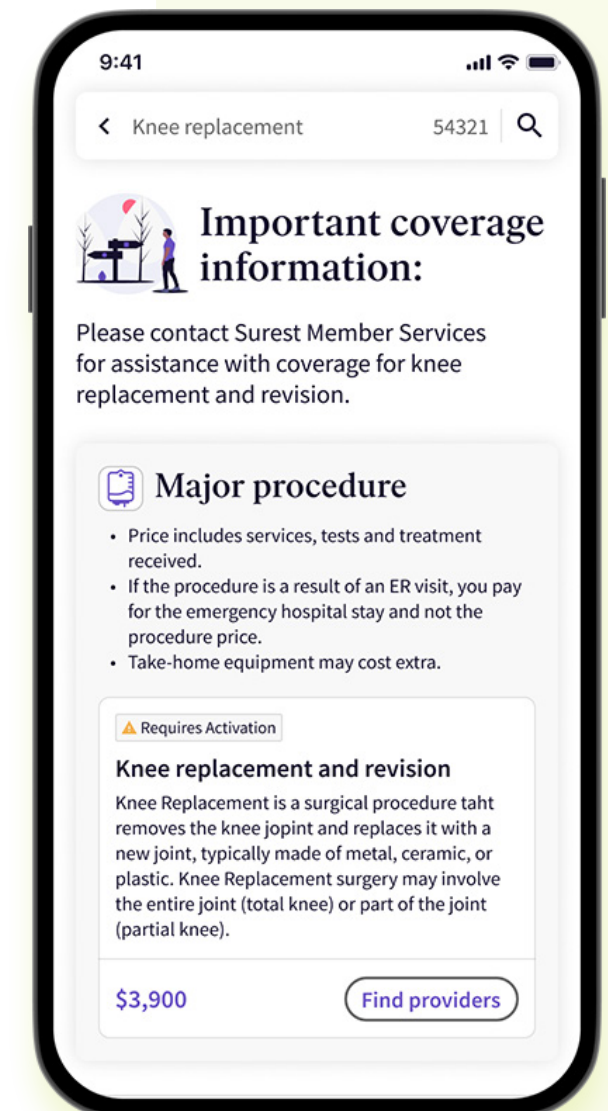 9:41
Knee replacement 54321
Important coverage
information:
Please contact Surest Member Services
for assistance with coverage for knee
replacement and revision.
Major procedure
• Price includes services, tests and treatment
received.
• If the procedure is a result of an ER visit, you pay
for the emergency hospital stay and not the
procedure price.
• Take-home equipment may cost extra.
Requires Activation
Knee replacement and revision
Knee Replacement is a surgical procedure taht
removes the knee jopint and replaces it with a
new joint, typically made of metal, ceramic, or
plastic. Knee Replacement surgery may involve
the entire joint (total knee) or part of the joint
(partial knee).
$3,900 Find providers